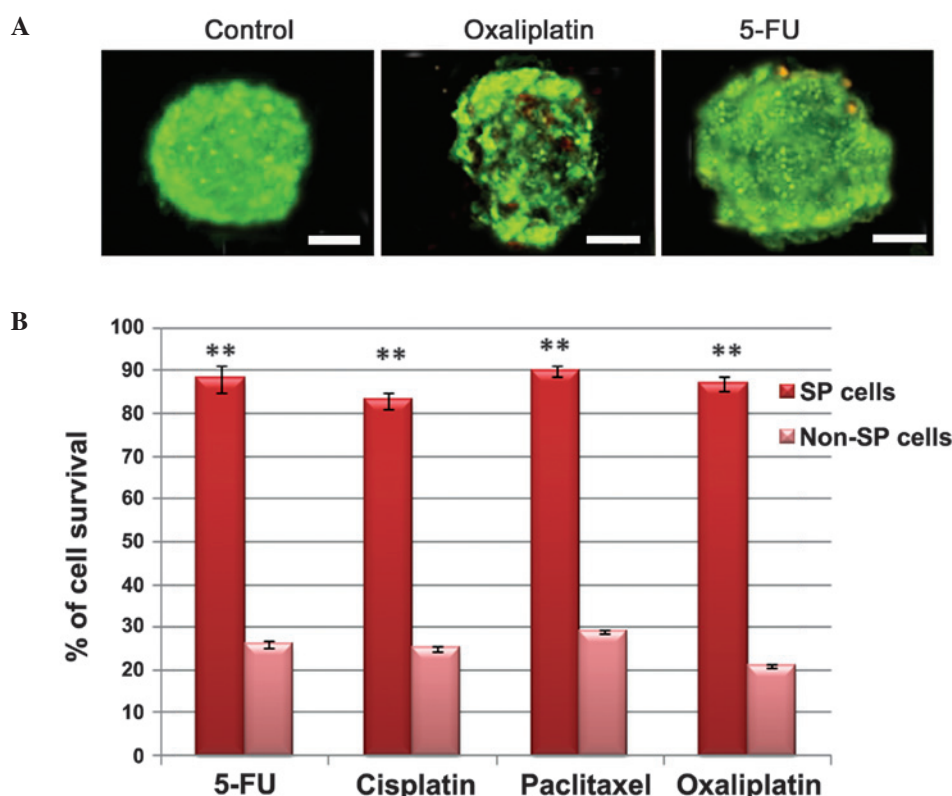 A
Control Oxaliplatin 5-FU
B
% of cell survival
100
90
80
70
60
50
40
30
20
10
0
** ** ** **
SP cells
Non-SP cells
5-FU Cisplatin Paclitaxel Oxaliplatin